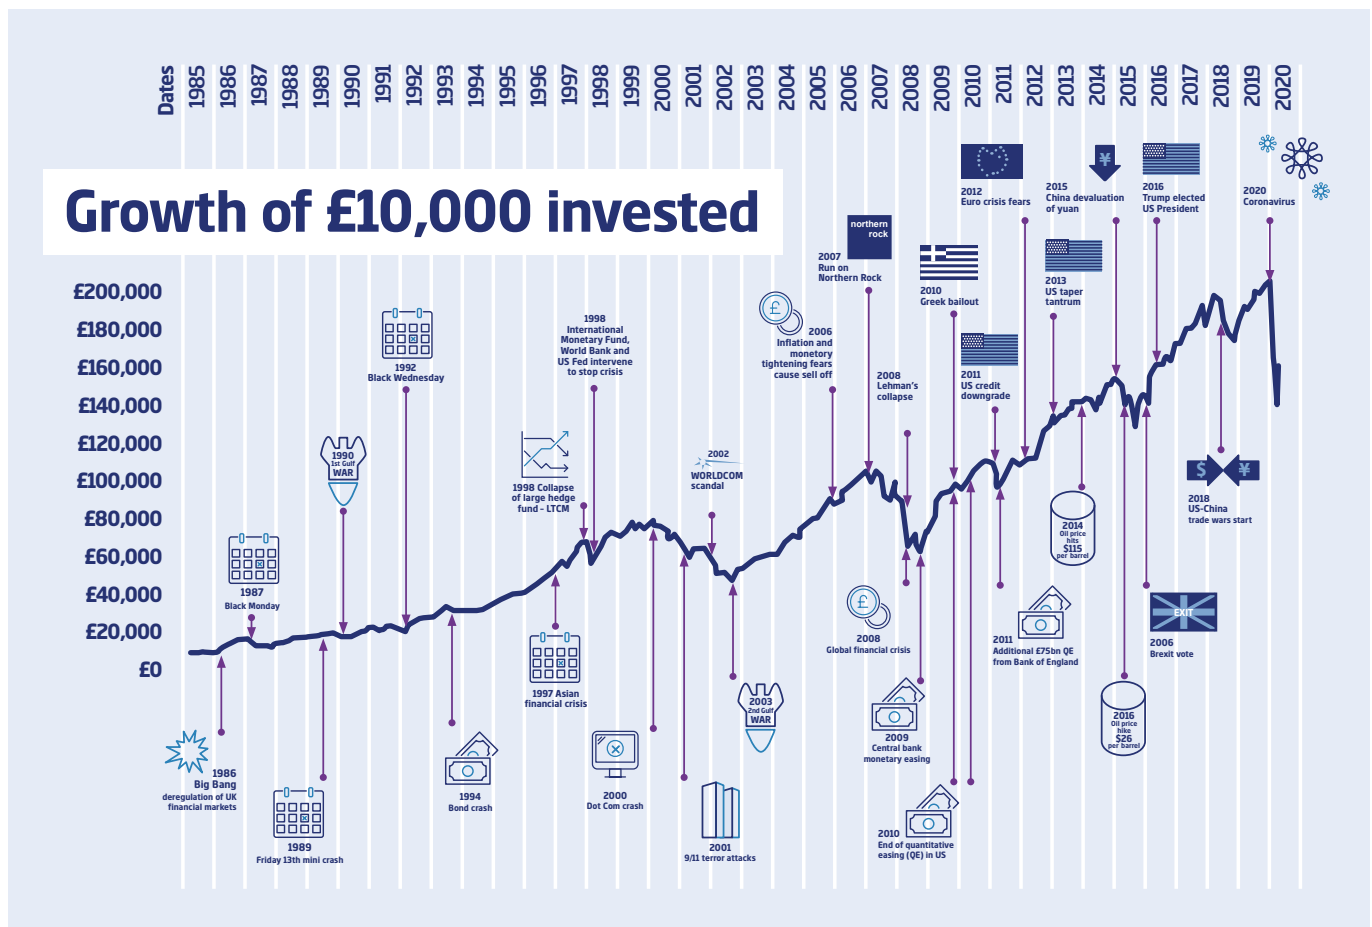 Dates
1985
1986
1987
1988
1989
1990
1991
1992
1993
1994
1995
1996
1997
1998
1999
2000
2001
2002
2003
2004
2005
2006
2007
2008
2009
2010
2011
2012
2013
2014
2015
2016
2017
2018
2019
2020
Growth of £10,000 invested
£200,000
£180,000
£160,000
£140,000
£120,000
£100,000
£80,000
£60,000
£40,000
£20,000
£0
1986
Big Bang
deregulation of UK
financial markets
1987
Black Monday
1989
Friday 13th mini crash
1990
1st Gulf
WAR
1992
Black Wednesday
1994
Bond crash
1997 Asian
financial crisis
1998 Collapse
of large hedge
fund - LTCM
1998
International
Monetary Fund,
World Bank and
US Fed intervene
to stop crisis
2000
Dot Com crash
2001
9/11 terror attacks
2002
WORLDCOM
scandal
2003
2nd Gulf
WAR
£
2006
Inflation and
monetary
tightening fears
cause sell off
northern
rock
2007
Run on
Northern Rock
2008
Lehman's
collapse
£
2008
Global financial crisis
2009
Central bank
monetary easing
2010
Greek bailout
2010
End of quantitative
easing (QE) in US
2011
US credit
downgrade
2011
Additional £75bn QE
from Bank of England
2012
Euro crisis fears
2013
US taper
tantrum
2014
Oil price
hits
$115
per barrel
¥
2015
China devaluation
of yuan
2016
Trump elected
US President
2016
Oil price
hike
$26
per barrel
EXIT
2006
Brexit vote
$ ¥
2018
US-China
trade wars start
2020
Coronavirus